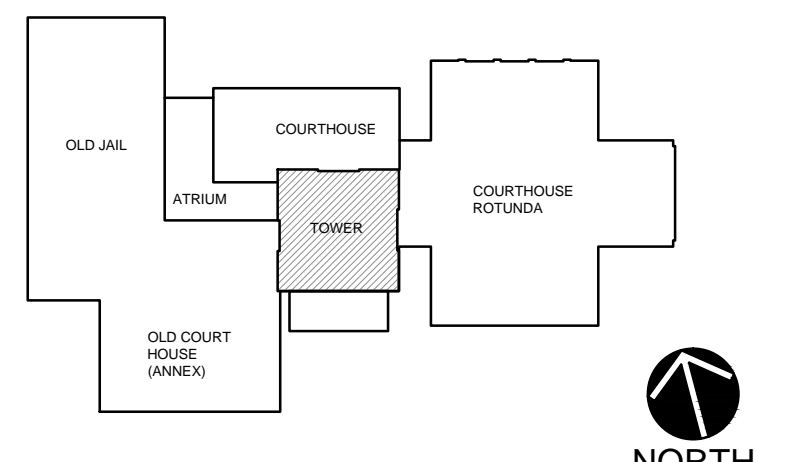 COURTHOUSE
OLD JAIL
COURTHOUSE
ROTUNDA
ATRIUM
TOWER
OLD COURT
HOUSE
(ANNEX)
NORTH